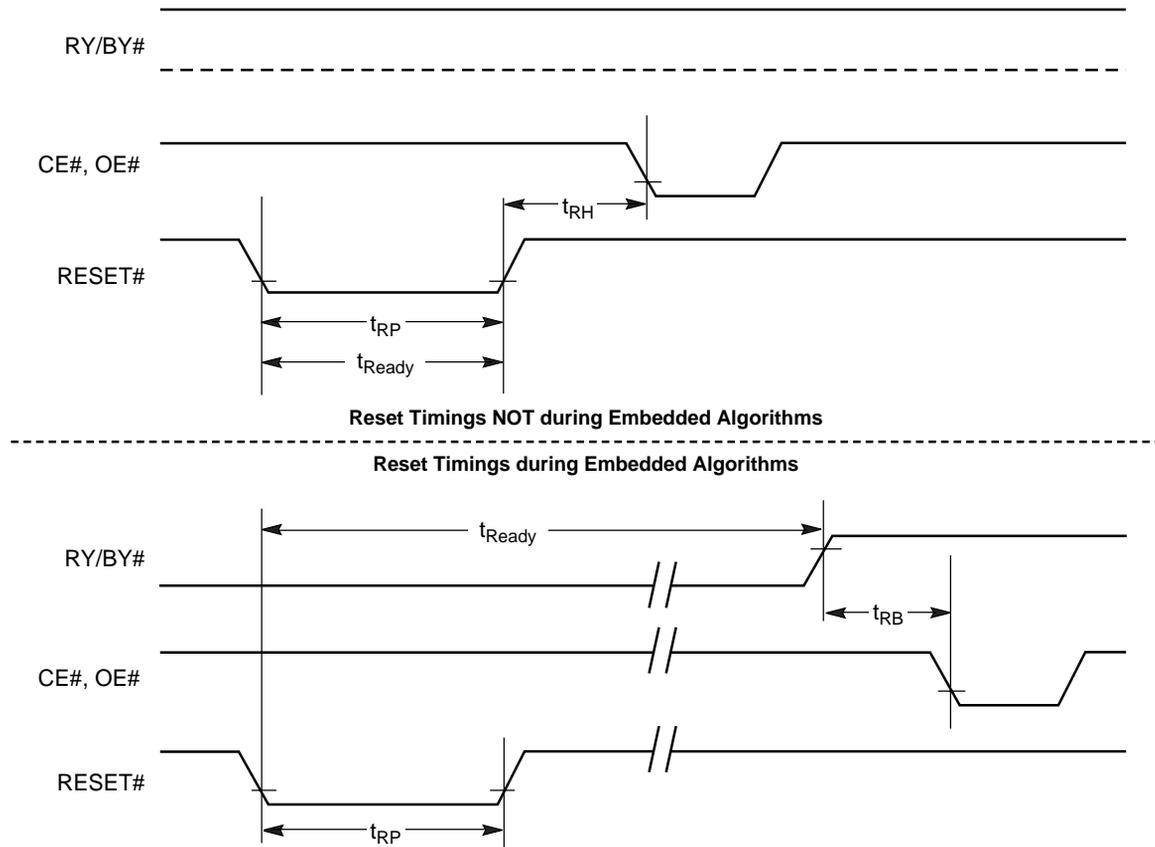 RY/BY#
CE#, OE#
tRH
RESET#
tRP
tReady
Reset Timings NOT during Embedded Algorithms
Reset Timings during Embedded Algorithms
tReady
RY/BY#
tRB
CE#, OE#
RESET#
tRP